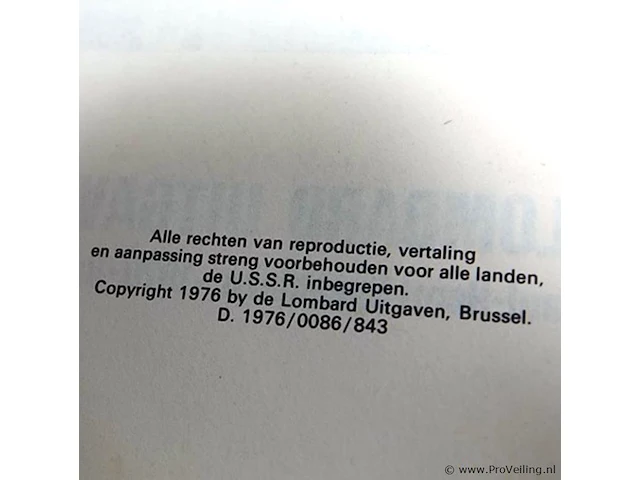 Alle rechten van reproductie, vertaling
en aanpassing streng voorbehouden voor alle landen,
de U.S.S.R. inbegrepen.
Copyright 1976 by de Lombard Uitgaven, Brussel.
D. 1976/0086/843
© www.ProVeiling.nl